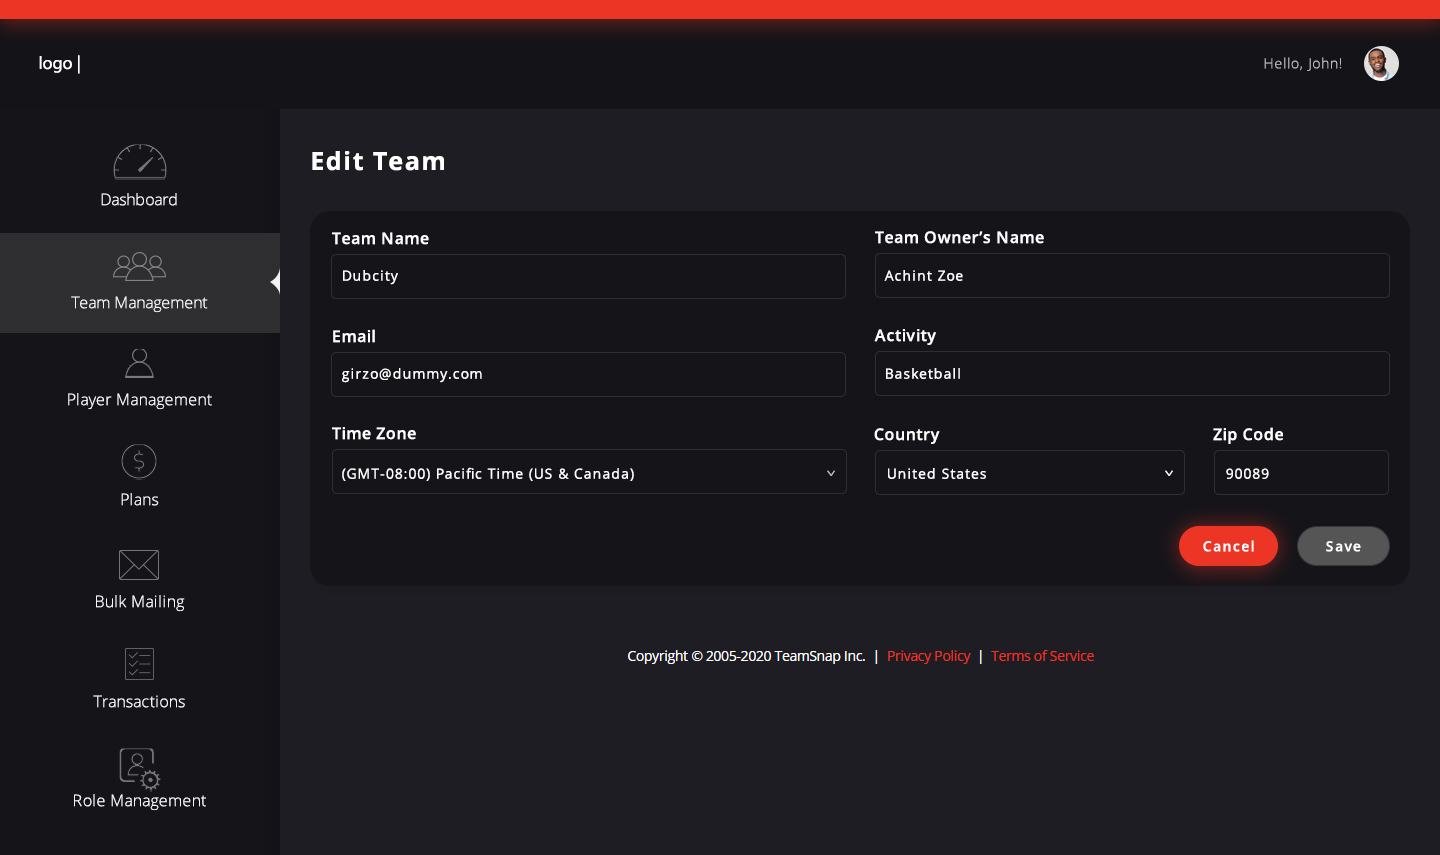 logo |
Hello, John!
Dashboard
Team Management
Player Management
Plans
Bulk Mailing
Transactions
Role Management
Edit Team
Team Name
Team Owner’s Name
Dubcity
Achint Zoe
Email
Activity
girzo@dummy.com
Basketball
Time Zone
Country
Zip Code
(GMT-08:00) Pacific Time (US & Canada)
United States
90089
Cancel
Save
Copyright © 2005-2020 TeamSnap Inc. | Privacy Policy | Terms of Service